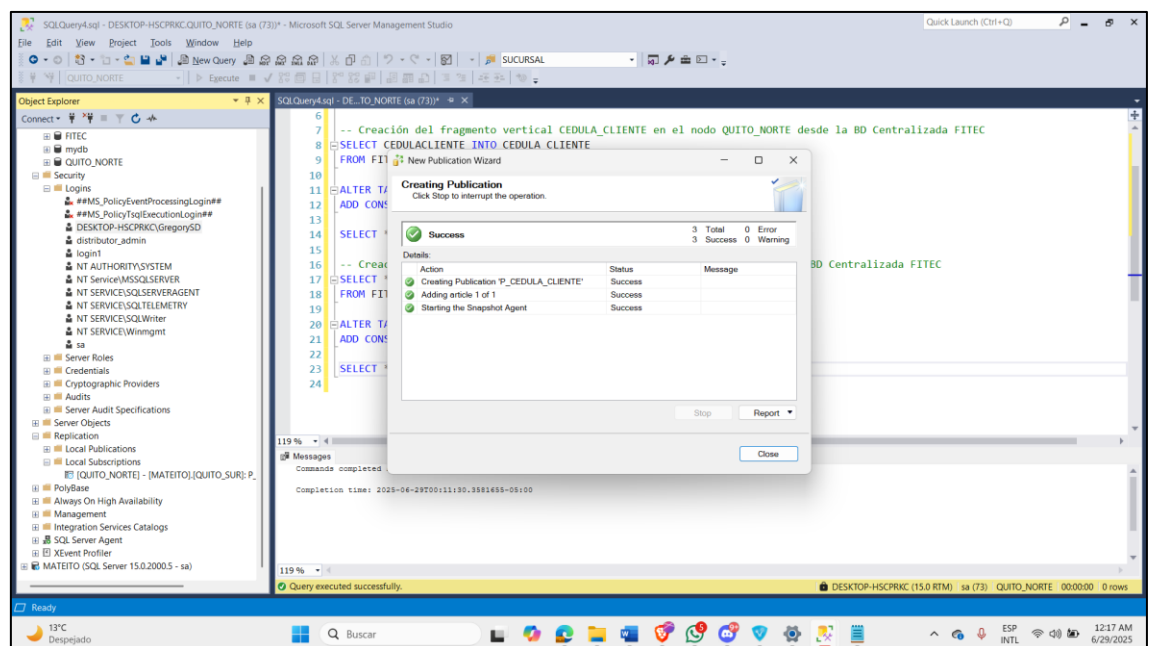 SQLQuery4.sql - DESKTOP-HSCPRKC.QUITO_NORTE (sa (73))* - Microsoft SQL Server Management Studio
Quick Launch (Ctrl+Q)
File Edit View Project Tools Window Help
New Query
SUCURSAL
QUITO_NORTE
Execute
Object Explorer
Connect
FITEC
mydb
QUITO_NORTE
Security
Logins
##MS_PolicyEventProcessingLogin##
##MS_PolicyTsqlExecutionLogin##
DESKTOP-HSCPRKC\GregorySD
distributor_admin
login1
NT AUTHORITY\SYSTEM
NT Service\MSSQLSERVER
NT SERVICE\SQLSERVERAGENT
NT SERVICE\SQLTELEMETRY
NT SERVICE\SQLWriter
NT SERVICE\Winmgmt
sa
Server Roles
Credentials
Cryptographic Providers
Audits
Server Audit Specifications
Server Objects
Replication
Local Publications
Local Subscriptions
[QUITO_NORTE] - [MATEITO].[QUITO_SUR]: P_
PolyBase
Always On High Availability
Management
Integration Services Catalogs
SQL Server Agent
XEvent Profiler
MATEITO (SQL Server 15.0.2000.5 - sa)
SQLQuery4.sql - DE...TO_NORTE (sa (73))*
6
7 -- Creación del fragmento vertical CEDULA_CLIENTE en el nodo QUITO_NORTE desde la BD Centralizada FITEC
8 SELECT CEDULACLIENTE INTO CEDULA_CLIENTE
9 FROM FIT
10
11 ALTER TA
12 ADD CONS
13
14 SELECT *
15
16 -- Creac BD Centralizada FITEC
17 SELECT *
18 FROM FIT
19
20 ALTER TA
21 ADD CONS
22
23 SELECT *
24
New Publication Wizard
Creating Publication
Click Stop to interrupt the operation.
Success
3 Total 0 Error
3 Success 0 Warning
Details:
Action Status Message
Creating Publication 'P_CEDULA_CLIENTE' Success
Adding article 1 of 1 Success
Starting the Snapshot Agent Success
Stop Report
Close
119 %
Messages
Commands completed
Completion time: 2025-06-29T00:11:30.3581655-05:00
119 %
Query executed successfully.
DESKTOP-HSCPRKC (15.0 RTM) sa (73) QUITO_NORTE 00:00:00 0 rows
Ready
13°C
Despejado
Buscar
ESP
INTL
12:17 AM
6/29/2025